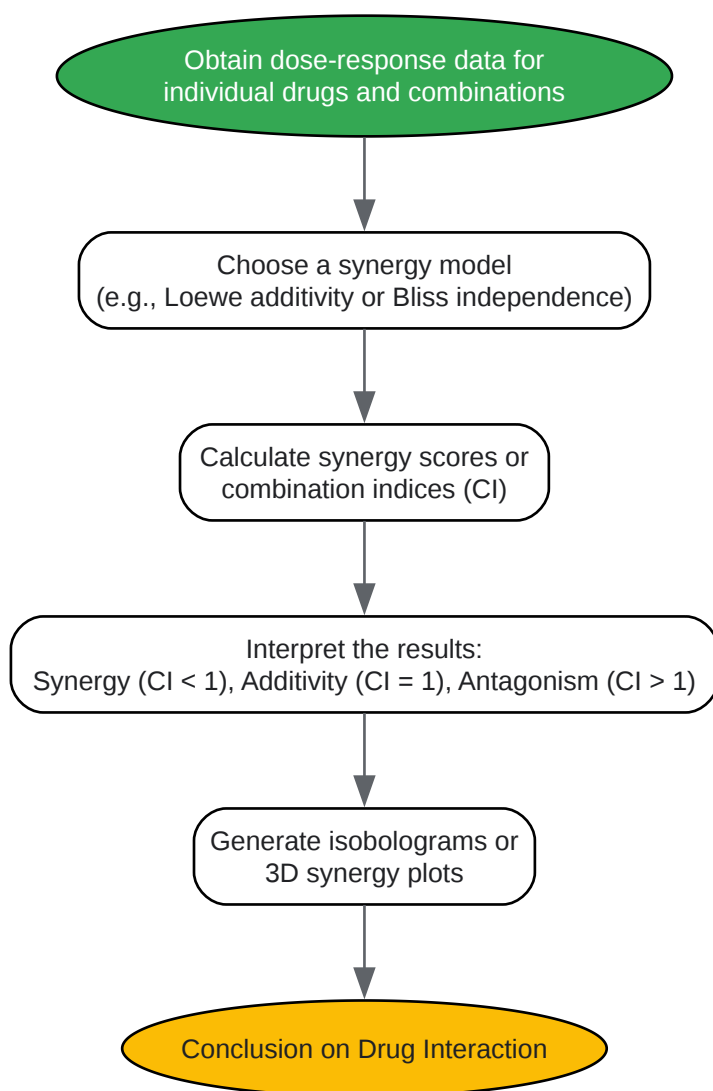 Obtain dose-response data for
individual drugs and combinations
Choose a synergy model
(e.g., Loewe additivity or Bliss independence)
Calculate synergy scores or
combination indices (CI)
Interpret the results:
Synergy (CI < 1), Additivity (CI = 1), Antagonism (CI > 1)
Generate isobolograms or
3D synergy plots
Conclusion on Drug Interaction